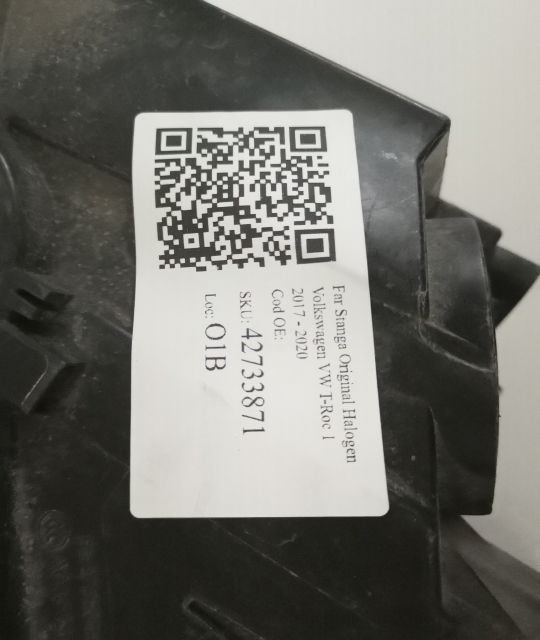 Far Stanga Original Halogen
Volkswagen VW T-Roc 1
2017 - 2020
Cod OE:
SKU: 42733871
Loc: O1B